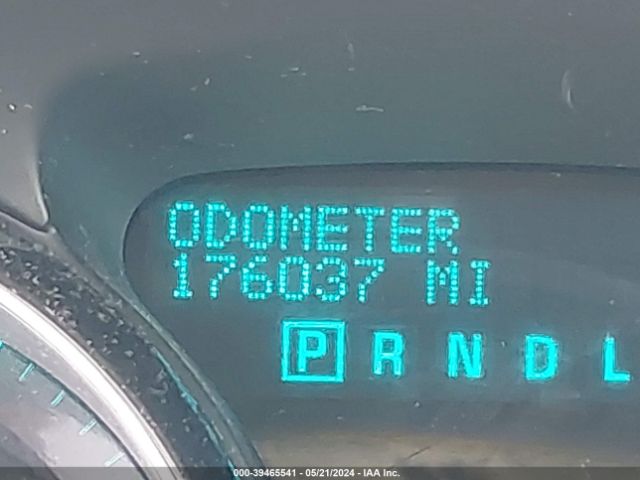 ODOMETER
176037 MI
P R N D L
000-39465541 - 05/21/2024 - IAA Inc.